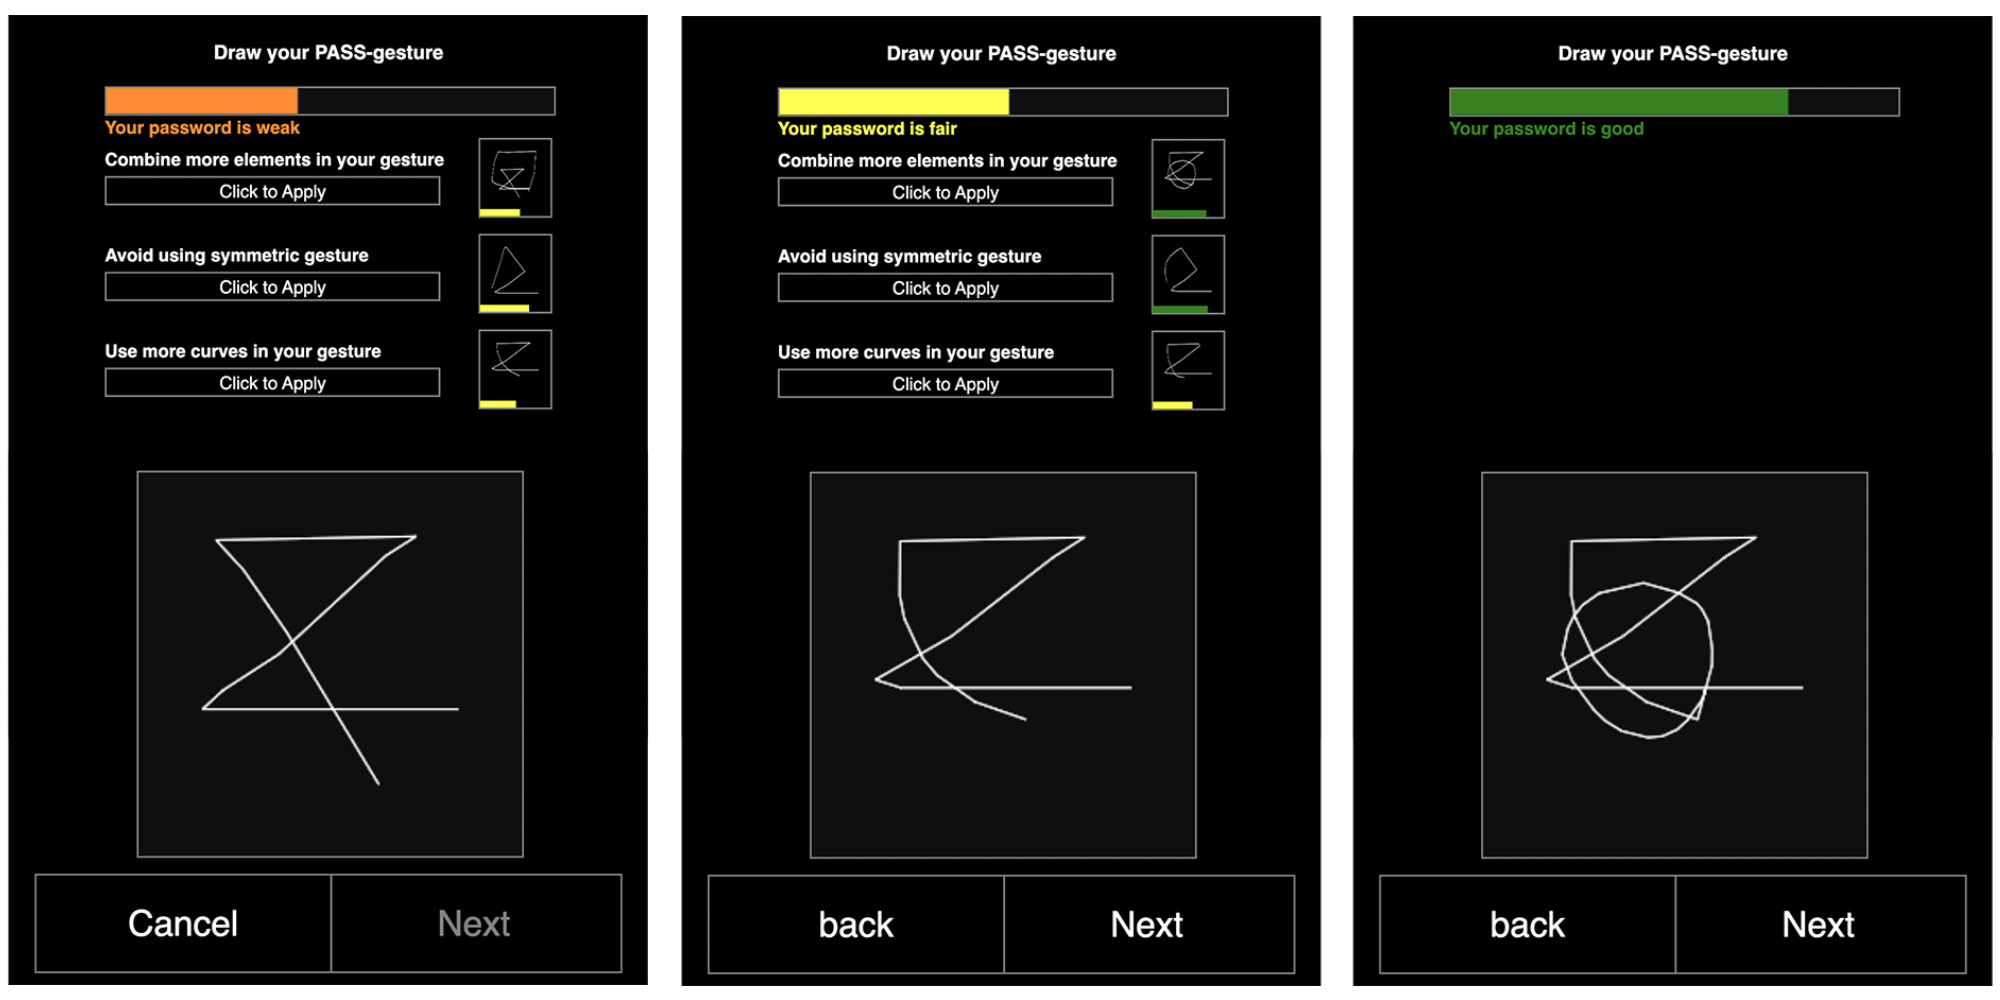 Draw your PASS-gesture
Your password is weak
Combine more elements in your gesture
Click to Apply
Avoid using symmetric gesture
Click to Apply
Use more curves in your gesture
Click to Apply
Cancel
Next
Draw your PASS-gesture
Your password is fair
Combine more elements in your gesture
Click to Apply
Avoid using symmetric gesture
Click to Apply
Use more curves in your gesture
Click to Apply
back
Next
Draw your PASS-gesture
Your password is good
back
Next